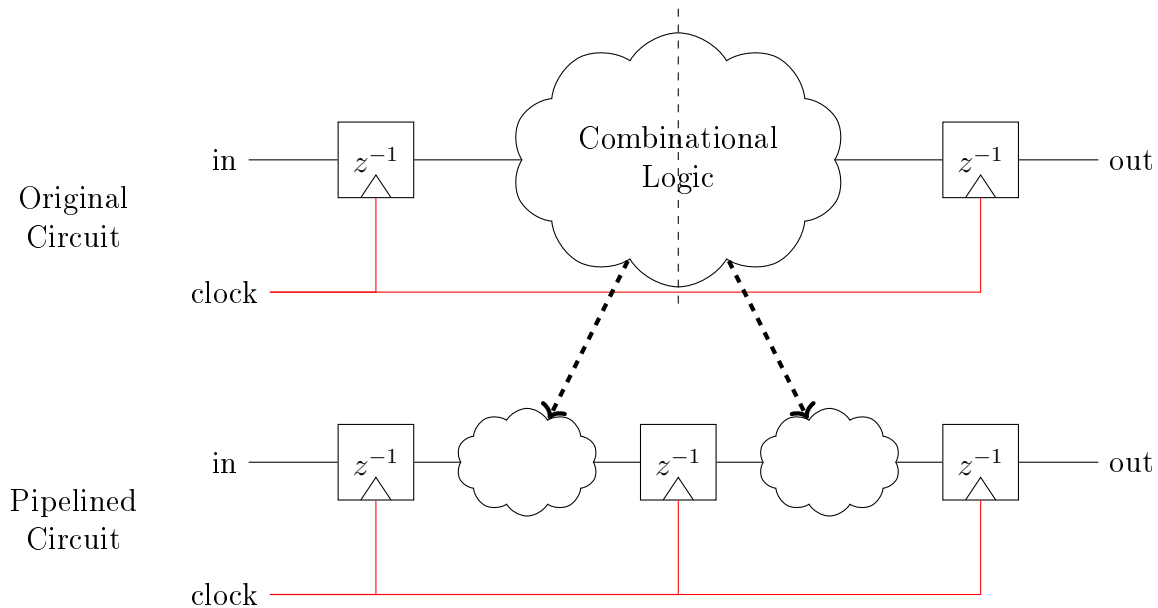 Combinational
Logic
in
z⁻¹
z⁻¹
out
Original
Circuit
clock
in
z⁻¹
z⁻¹
z⁻¹
out
Pipelined
Circuit
clock